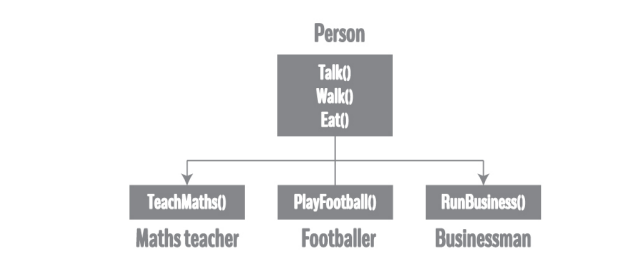 Person
Talk()
Walk()
Eat()
TeachMaths()
PlayFootball()
RunBusiness()
Maths teacher
Footballer
Businessman